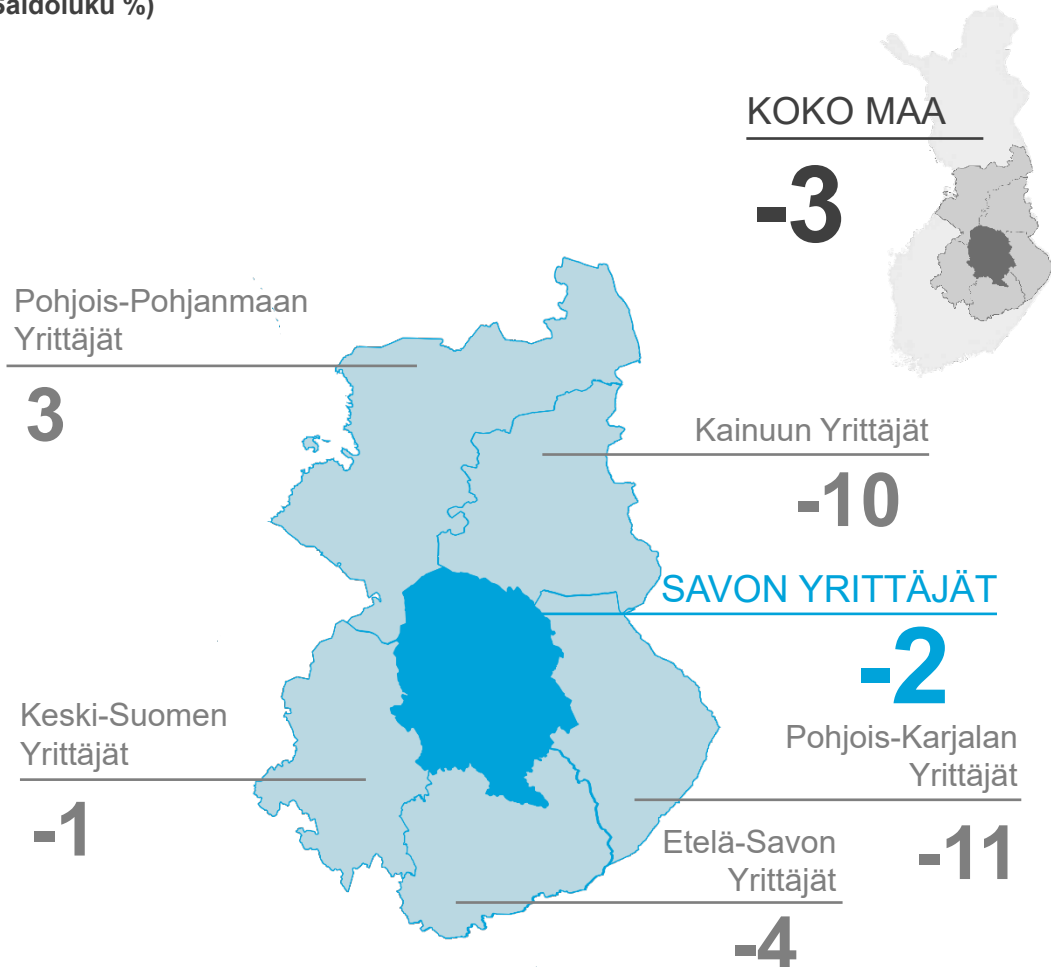 Saldoluku %)
KOKO MAA
-3
Pohjois-Pohjanmaan
Yrittäjät
3
Kainuun Yrittäjät
-10
SAVON YRITTÄJÄT
-2
Keski-Suomen
Yrittäjät
-1
Pohjois-Karjalan
Yrittäjät
-11
Etelä-Savon
Yrittäjät
-4